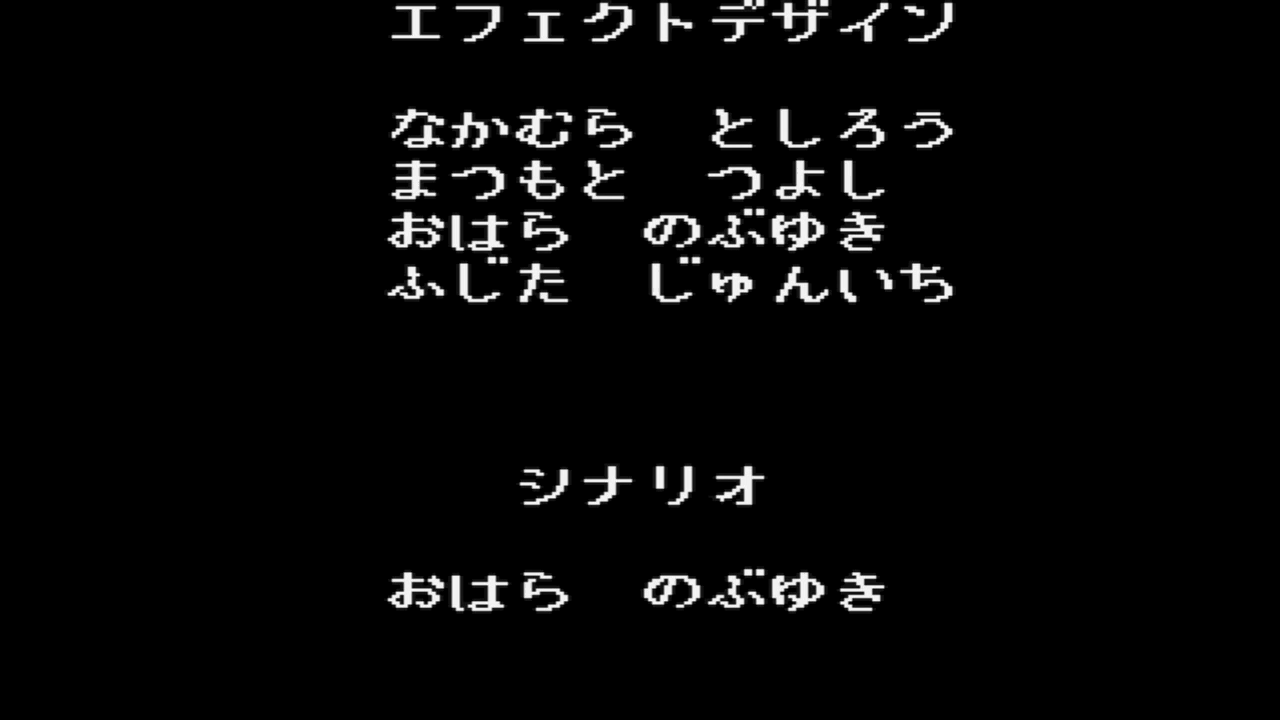 エフェクトデザイン
なかむら　としろう
まつもと　つよし
おはら　のぶゆき
ふじた　じゅんいち
シナリオ
おはら　のぶゆき